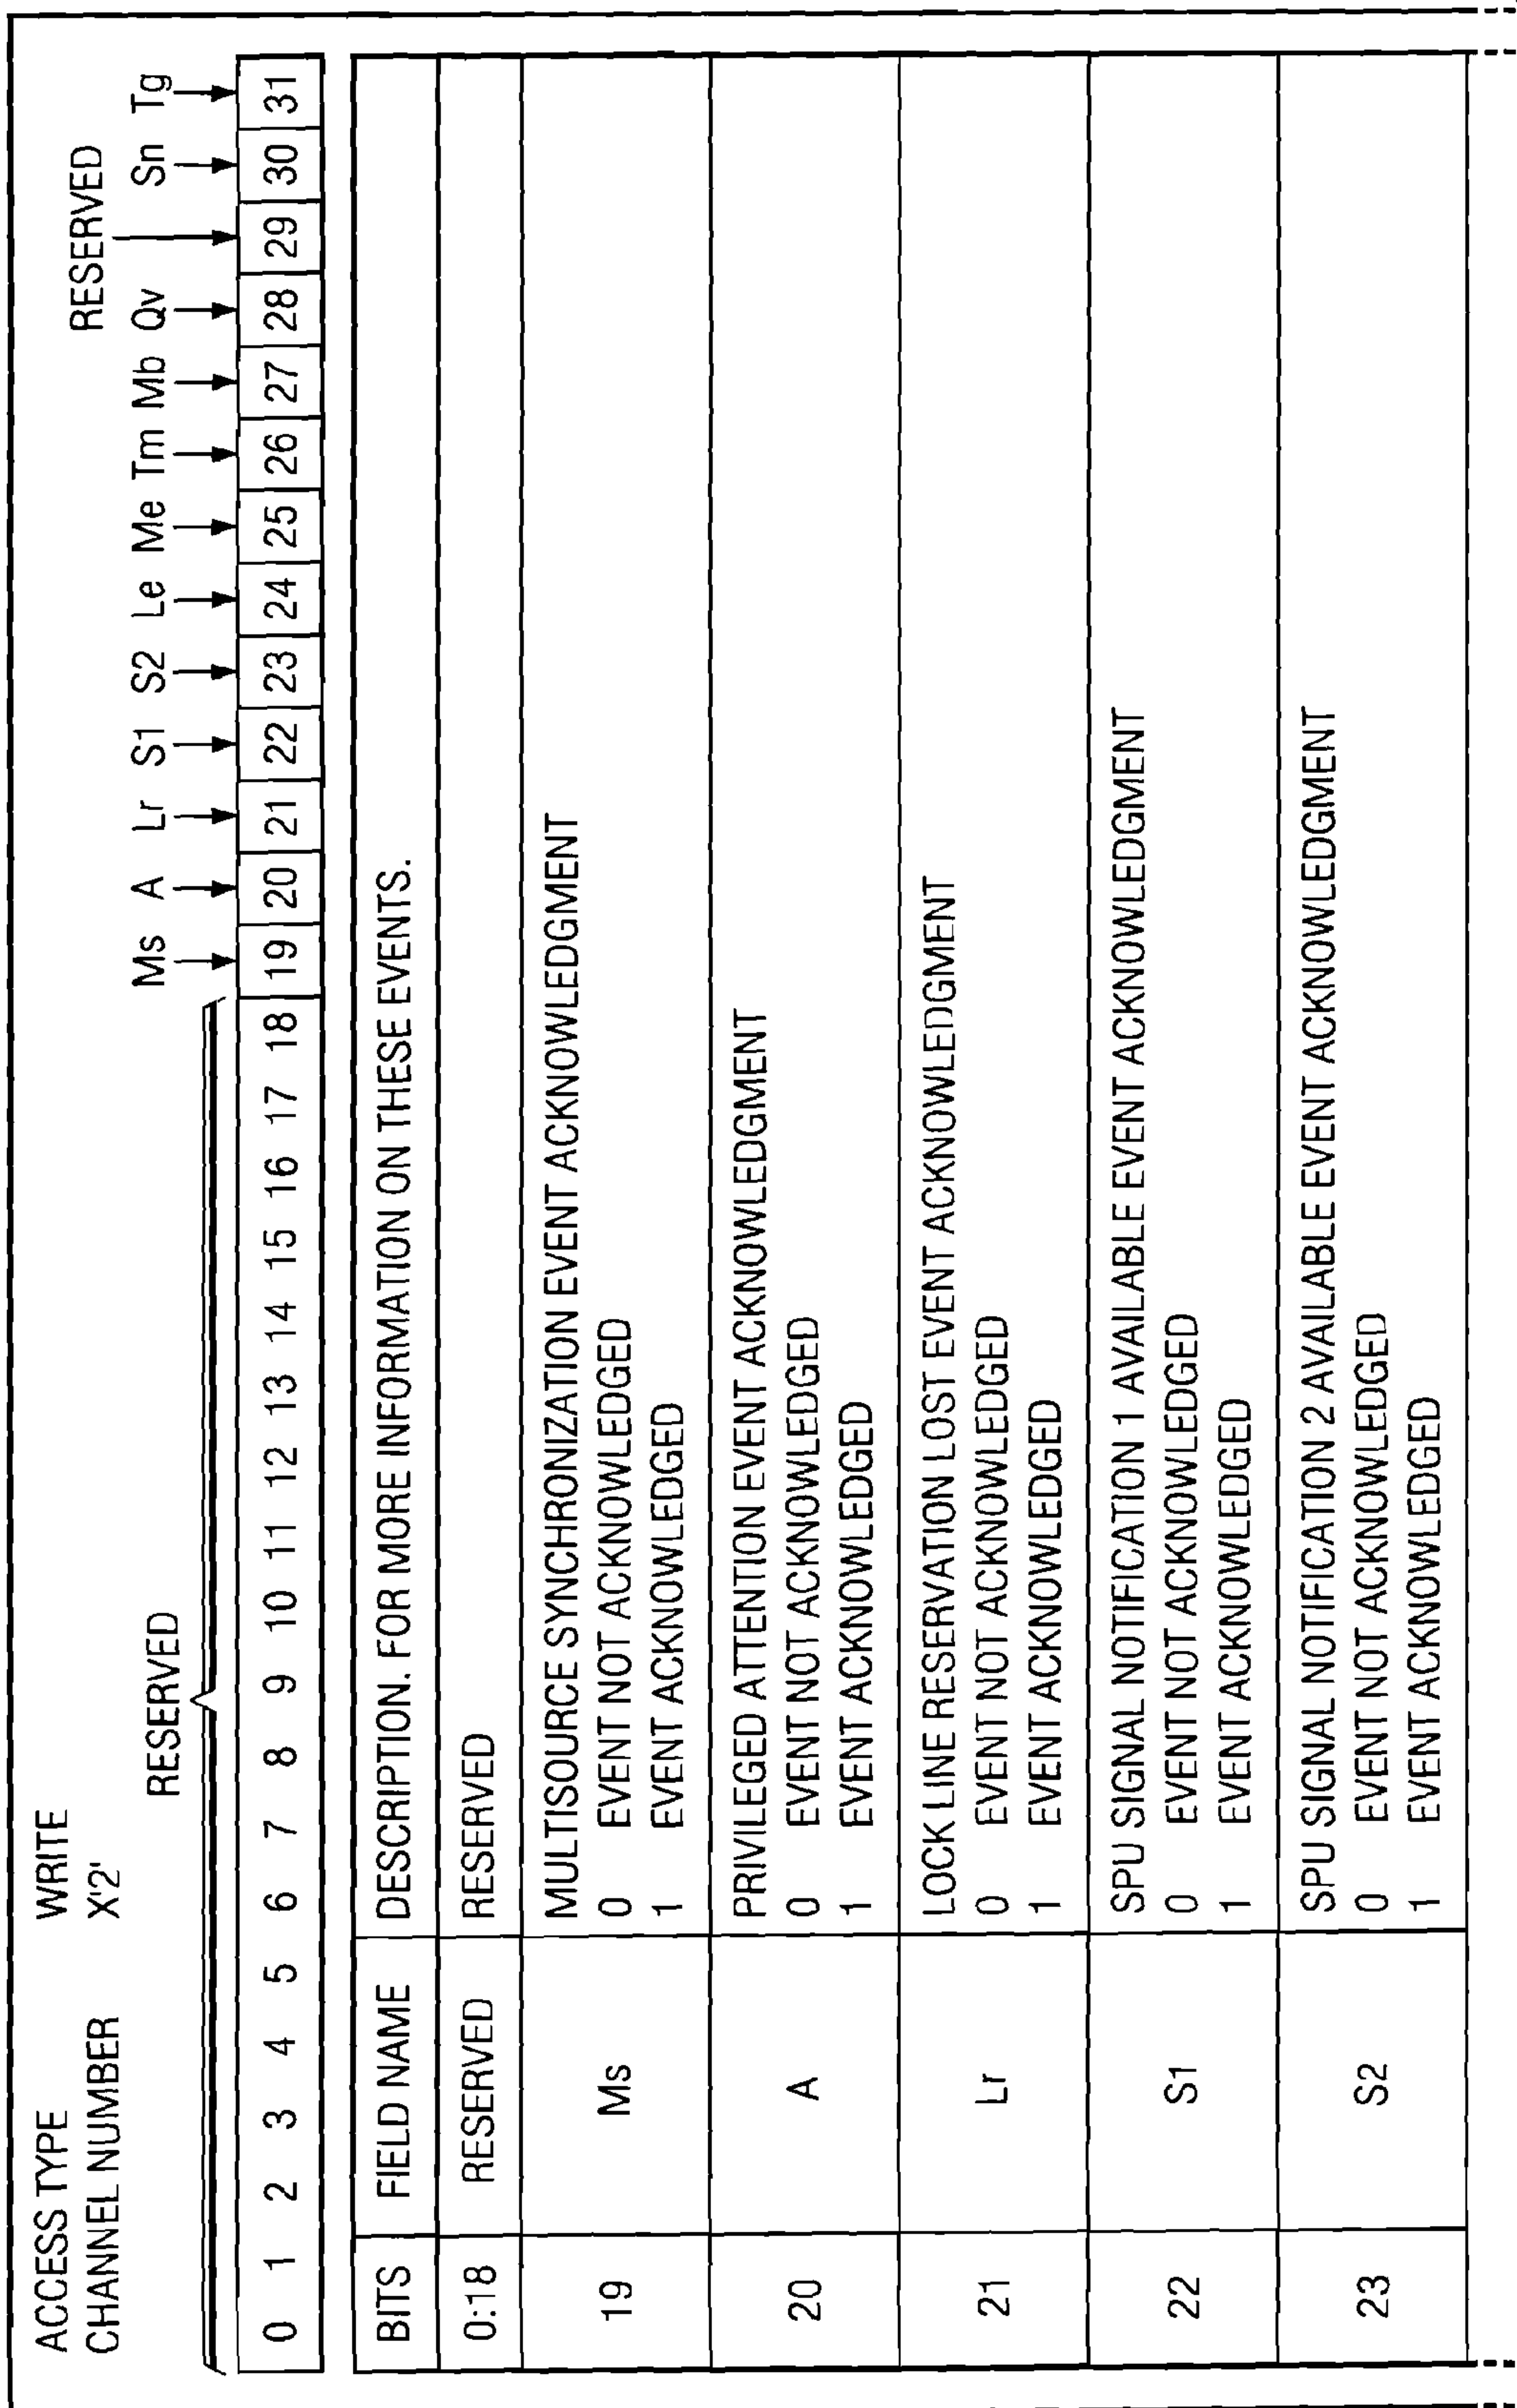 ACCESS TYPE WRITE
CHANNEL NUMBER X'2'
RESERVED
RESERVED
Ms A Lr S1 S2 Le Me Tm Mb Qv Sn Tg
0 1 2 3 4 5 6 7 8 9 10 11 12 13 14 15 16 17 18 19 20 21 22 23 24 25 26 27 28 29 30 31
BITS FIELD NAME DESCRIPTION. FOR MORE INFORMATION ON THESE EVENTS.
0:18 RESERVED RESERVED
19 Ms MULTISOURCE SYNCHRONIZATION EVENT ACKNOWLEDGMENT
0 EVENT NOT ACKNOWLEDGED
1 EVENT ACKNOWLEDGED
20 A PRIVILEGED ATTENTION EVENT ACKNOWLEDGMENT
0 EVENT NOT ACKNOWLEDGED
1 EVENT ACKNOWLEDGED
21 Lr LOCK LINE RESERVATION LOST EVENT ACKNOWLEDGMENT
0 EVENT NOT ACKNOWLEDGED
1 EVENT ACKNOWLEDGED
22 S1 SPU SIGNAL NOTIFICATION 1 AVAILABLE EVENT ACKNOWLEDGMENT
0 EVENT NOT ACKNOWLEDGED
1 EVENT ACKNOWLEDGED
23 S2 SPU SIGNAL NOTIFICATION 2 AVAILABLE EVENT ACKNOWLEDGMENT
0 EVENT NOT ACKNOWLEDGED
1 EVENT ACKNOWLEDGED